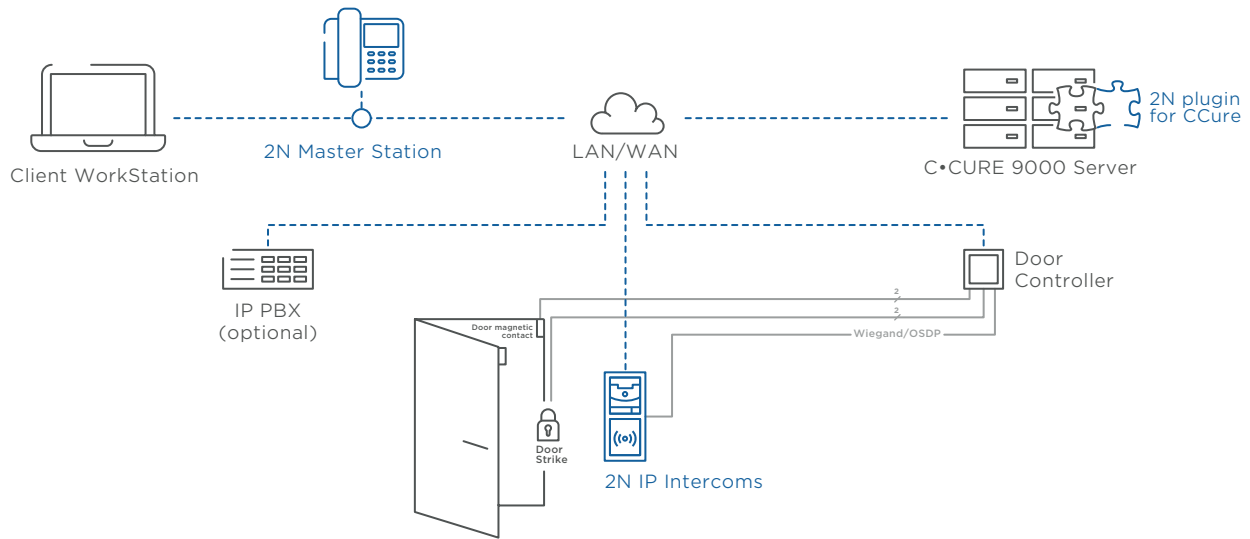 2N plugin
for CCure
2N Master Station
LAN/WAN
C•CURE 9000 Server
Client WorkStation
Door
Controller
IP PBX
(optional)
2
2
Door magnetic
contact
Wiegand/OSDP
Door
Strike
2N IP Intercoms